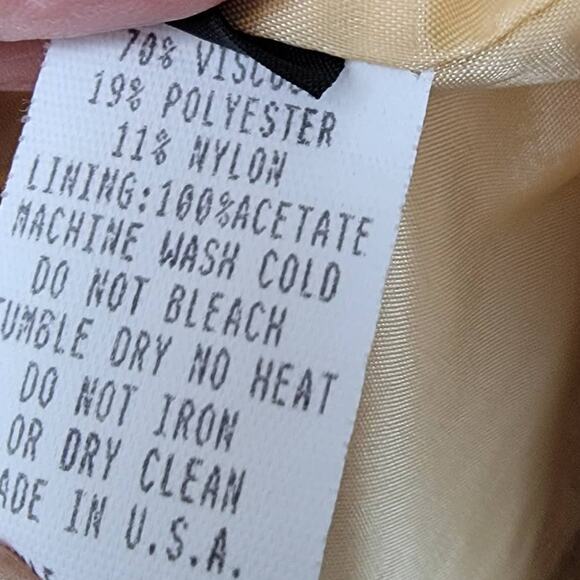 70% VISCO
19% POLYESTER
11% NYLON
LINING:100%ACETATE
MACHINE WASH COLD
DO NOT BLEACH
UMBLE DRY NO HEAT
DO NOT IRON
OR DRY CLEAN
ADE IN U.S.A.